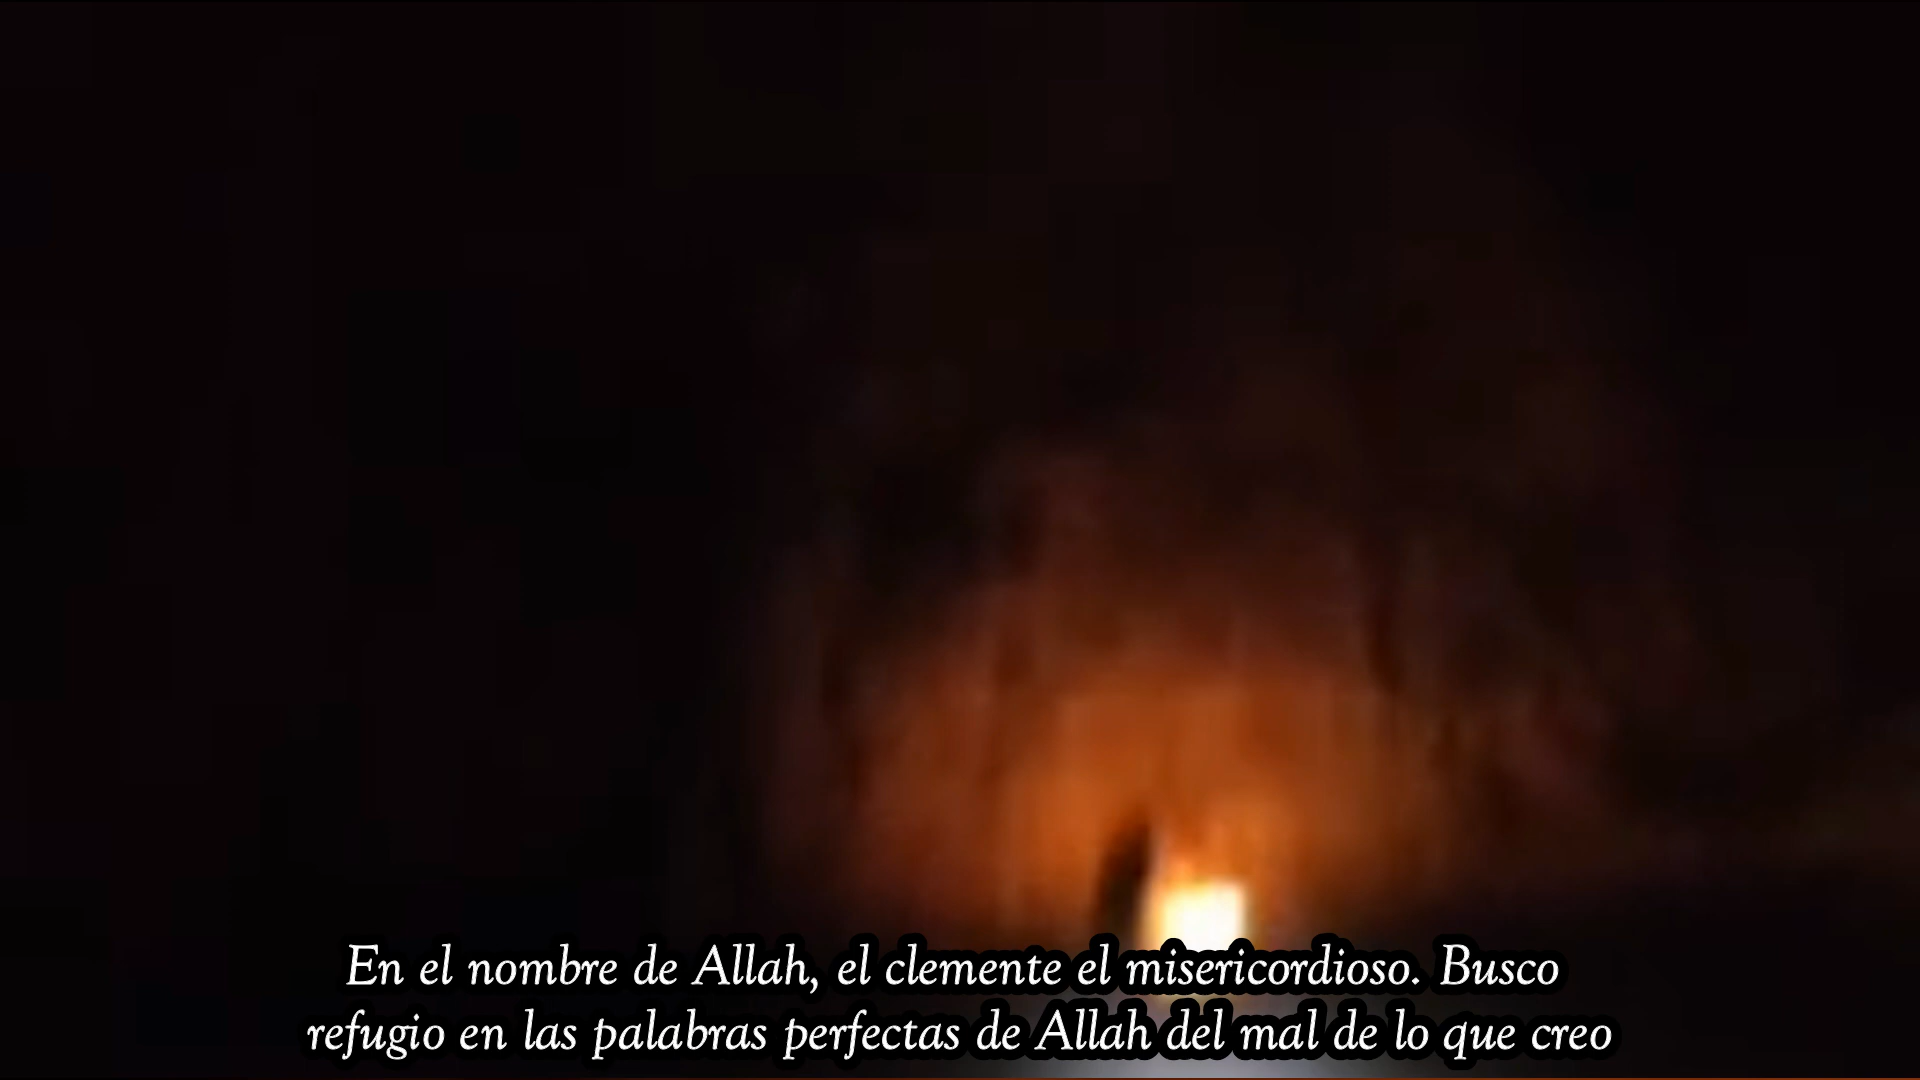 En el nombre de Allah, el clemente el misericordioso. Busco
refugio en las palabras perfectas de Allah del mal de lo que creo